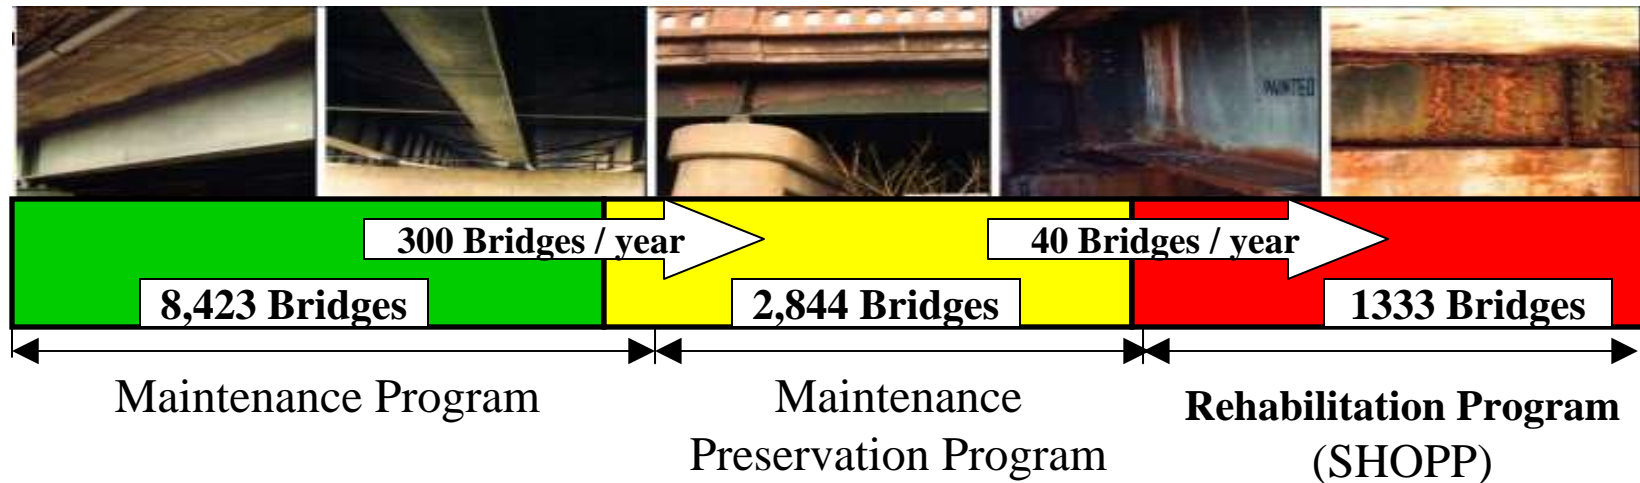 PAINTED
300 Bridges / year
40 Bridges / year
8,423 Bridges
2,844 Bridges
1333 Bridges
Maintenance Program
Maintenance
Preservation Program
Rehabilitation Program
(SHOPP)